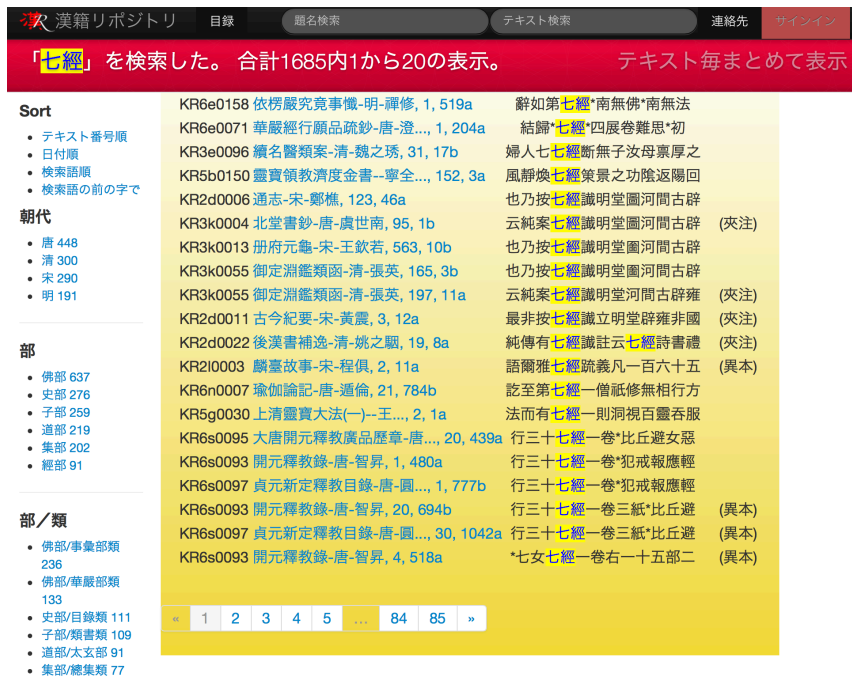 漢R 漢籍リポジトリ 目録 題名検索 テキスト検索 連絡先 サインイン
「七經」を検索した。 合計1685内1から20の表示。 テキスト毎まとめて表示
Sort
テキスト番号順
日付順
検索語順
検索語の前の字で
朝代
唐 448
清 300
宋 290
明 191
部
佛部 637
史部 276
子部 259
道部 219
集部 202
經部 91
部／類
佛部/事彙部類
236
佛部/華嚴部類
133
史部/目錄類 111
子部/類書類 109
道部/太玄部 91
集部/總集類 77
KR6e0158 依楞嚴究竟事懺-明-禪修, 1, 519a 辭如第七經*南無佛*南無法
KR6e0071 華嚴經行願品疏鈔-唐-澄..., 1, 204a 結歸*七經*四展卷難思*初
KR3e0096 續名醫類案-清-魏之琇, 31, 17b 婦人七七經斷無子汝母禀厚之
KR5b0150 靈寶領教濟度金書--寧全..., 152, 3a 風靜煥七經筴景之功陰返陽回
KR2d0006 通志-宋-鄭樵, 123, 46a 也乃按七經讖明堂圖河間古辟
KR3k0004 北堂書鈔-唐-虞世南, 95, 1b 云純案七經讖明堂圖河間古辟 (夾注)
KR3k0013 册府元龜-宋-王欽若, 563, 10b 也乃按七經讖明堂圖河間古辟
KR3k0055 御定淵鑑類函-清-張英, 165, 3b 也乃按七經讖明堂圖河間古辟
KR3k0055 御定淵鑑類函-清-張英, 197, 11a 云純案七經讖明堂河間古辟雍 (夾注)
KR2d0011 古今紀要-宋-黃震, 3, 12a 最非按七經讖立明堂辟雍非國 (夾注)
KR2d0022 後漢書補逸-清-姚之駰, 19, 8a 純傳有七經讖註云七經詩書禮 (夾注)
KR2l0003 麟臺故事-宋-程俱, 2, 11a 語爾雅七經疏義凡一百六十五 (異本)
KR6n0007 瑜伽論記-唐-遁倫, 21, 784b 訖至第七經一僧祇修無相行方
KR5g0030 上清靈寶大法(一)--王..., 2, 1a 法而有七經一則洞視百靈吞服
KR6s0095 大唐開元釋教廣品歷章-唐..., 20, 439a 行三十七經一卷*比丘避女惡
KR6s0093 開元釋教錄-唐-智昇, 1, 480a 行三十七經一卷*犯戒報應輕
KR6s0097 貞元新定釋教目錄-唐-圓..., 1, 777b 行三十七經一卷*犯戒報應輕
KR6s0093 開元釋教錄-唐-智昇, 20, 694b 行三十七經一卷三紙*比丘避 (異本)
KR6s0097 貞元新定釋教目錄-唐-圓..., 30, 1042a 行三十七經一卷三紙*比丘避 (異本)
KR6s0093 開元釋教錄-唐-智昇, 4, 518a *七女七經一卷右一十五部二 (異本)
« 1 2 3 4 5 … 84 85 »